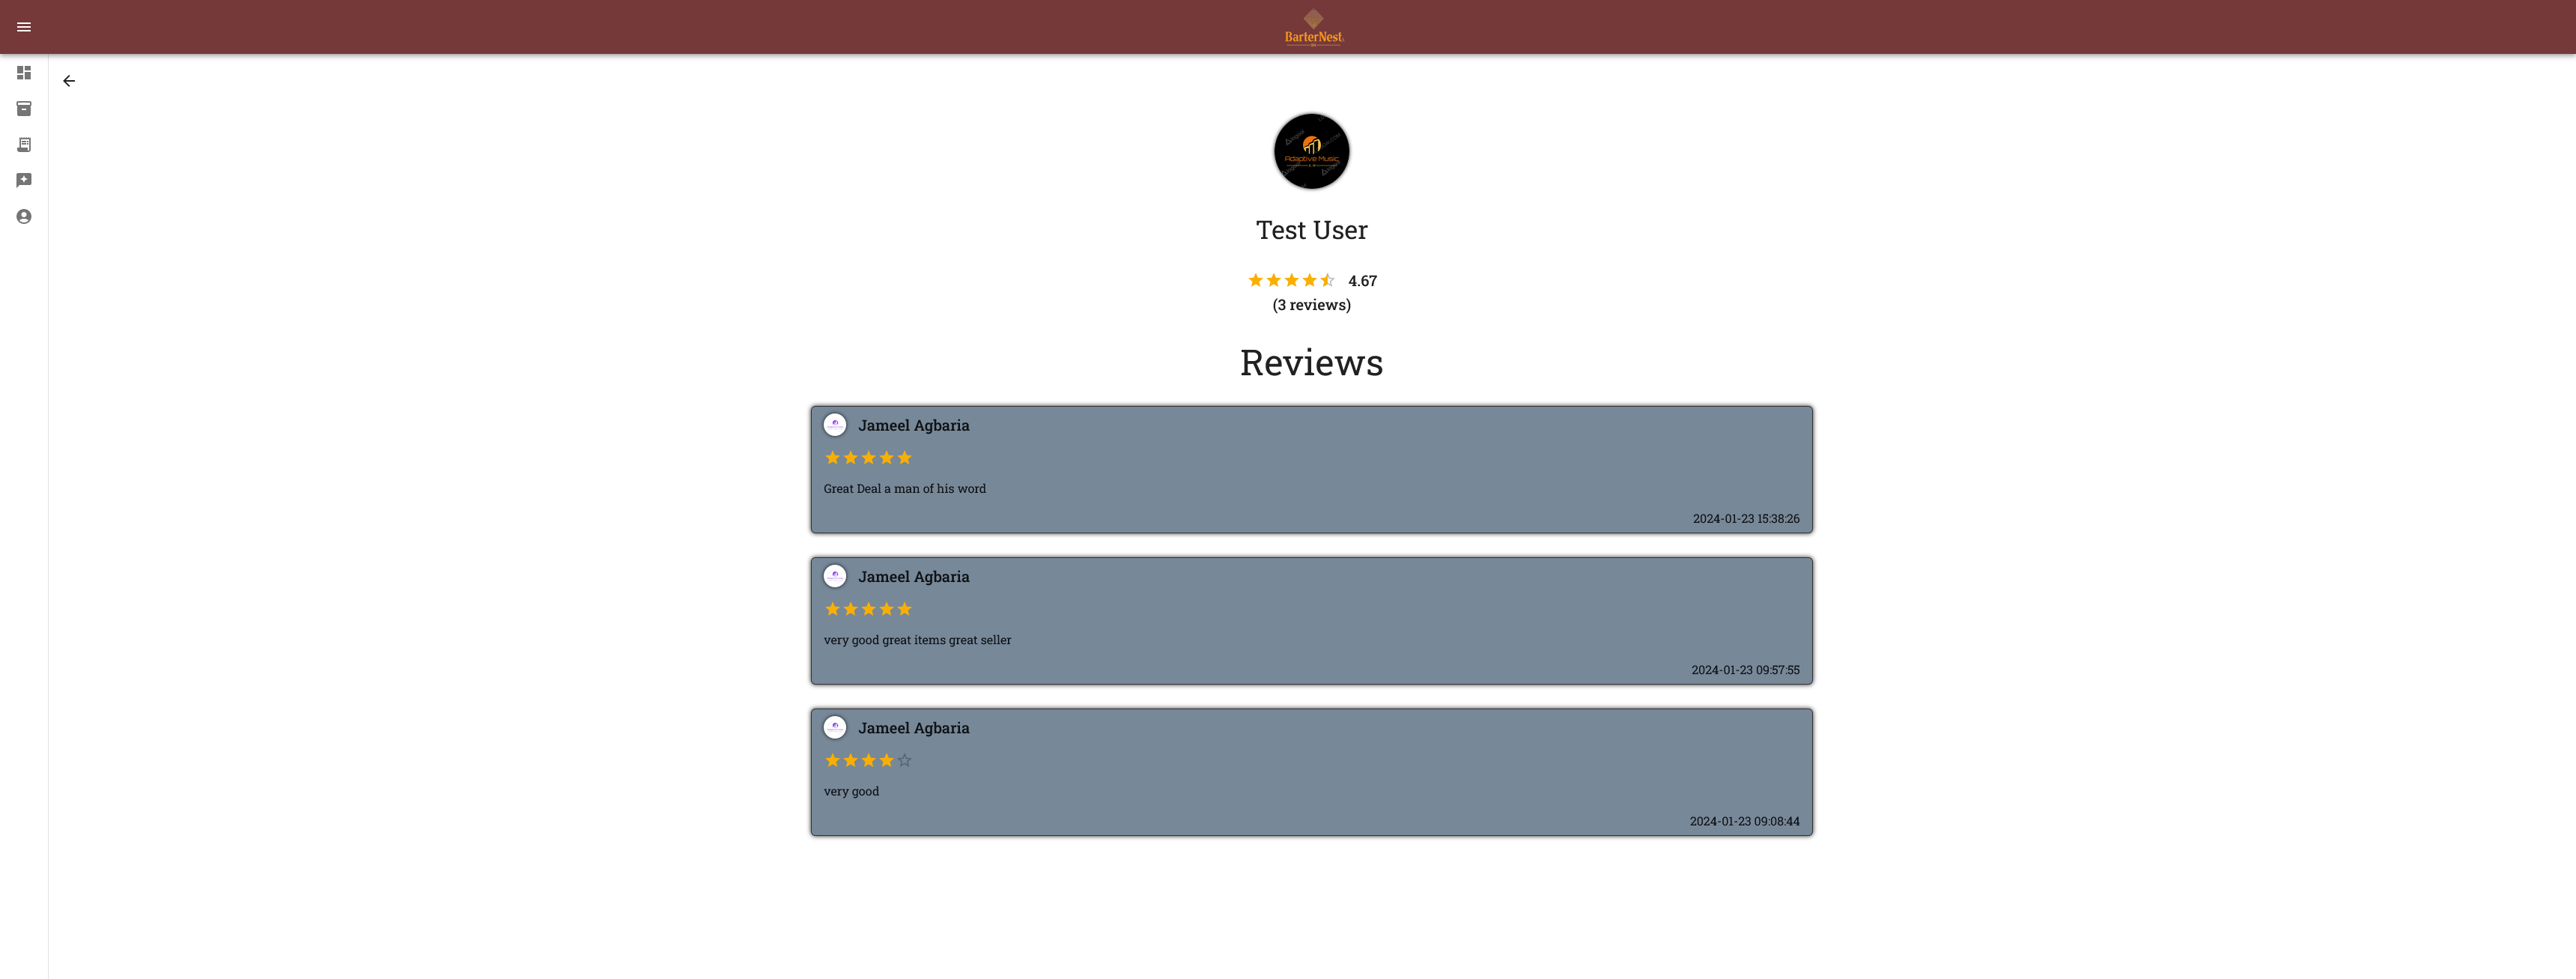 BarterNest
Adaptive Music
Test User
4.67
(3 reviews)
Reviews
Jameel Agbaria
Great Deal a man of his word
2024-01-23 15:38:26
Jameel Agbaria
very good great items great seller
2024-01-23 09:57:55
Jameel Agbaria
very good
2024-01-23 09:08:44